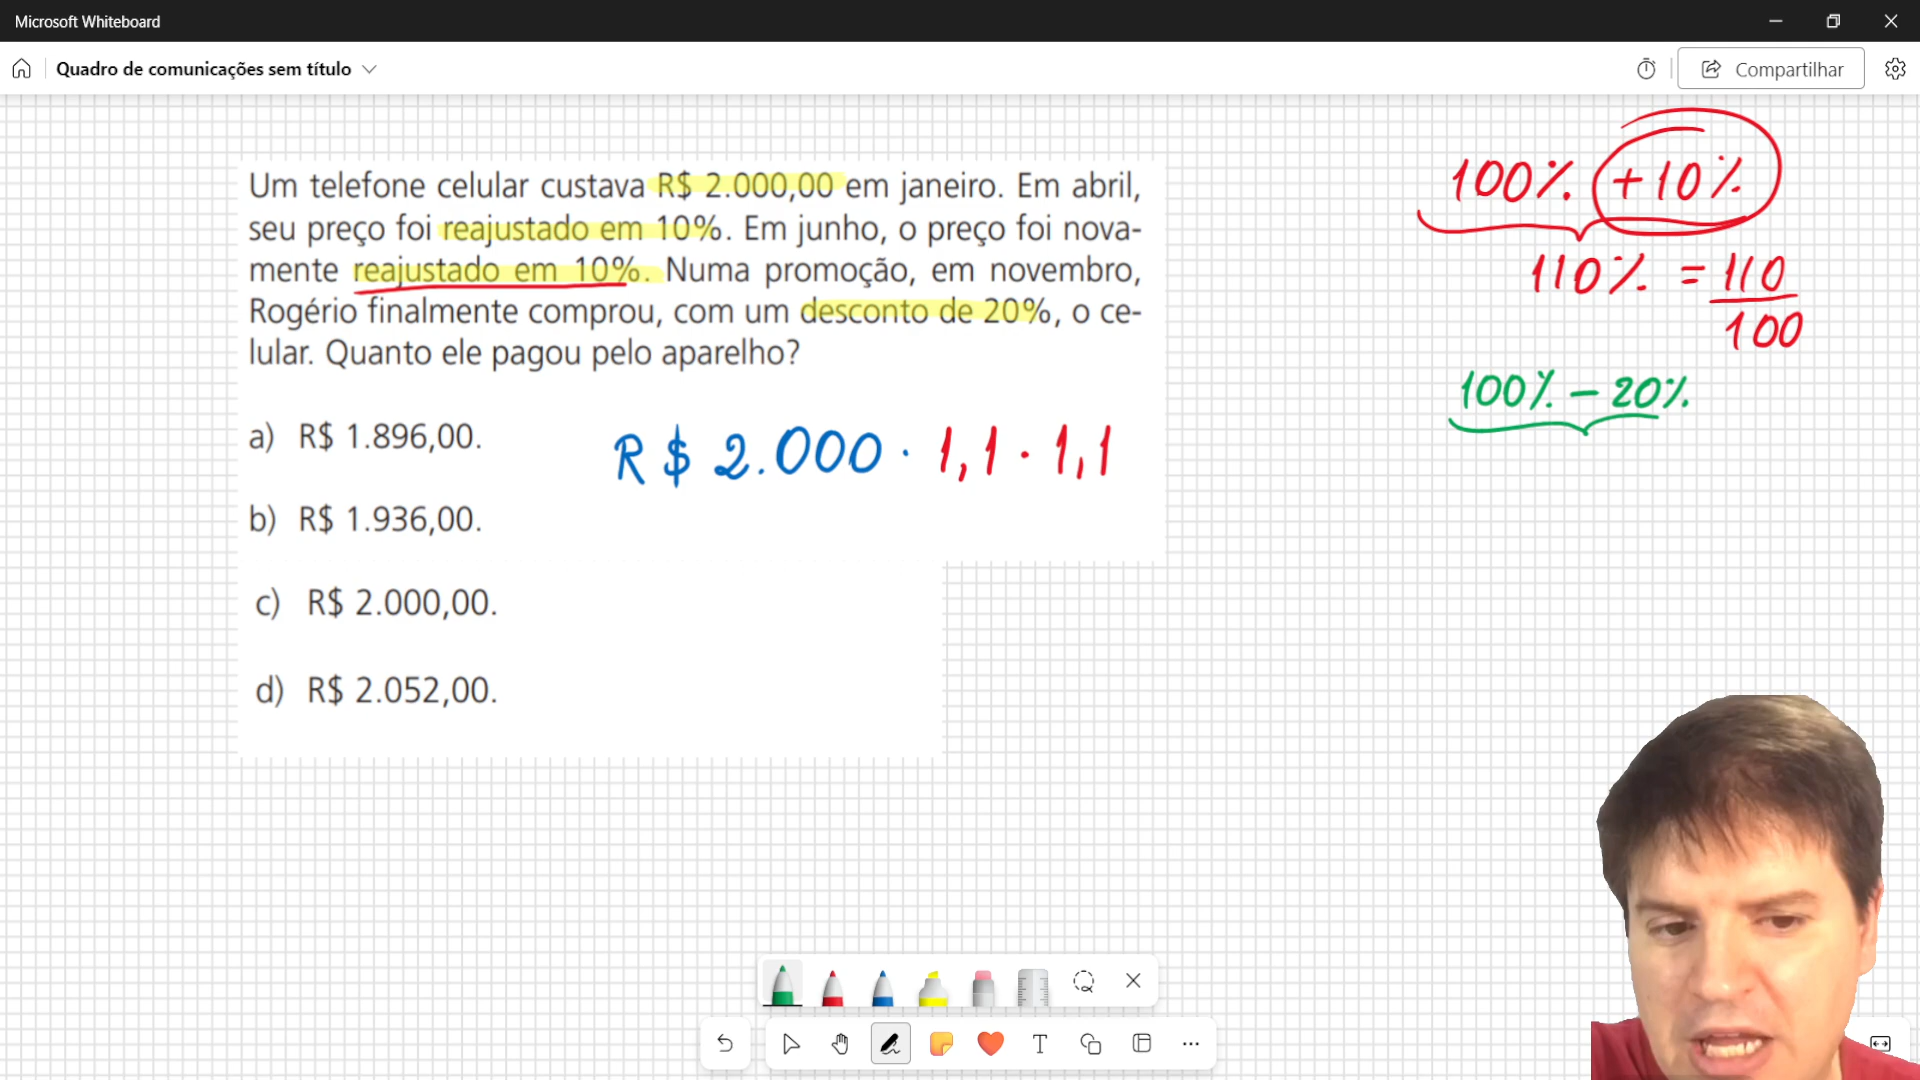 Microsoft Whiteboard
Quadro de comunicações sem título
Compartilhar
Um telefone celular custava R$ 2.000,00 em janeiro. Em abril,
seu preço foi reajustado em 10%. Em junho, o preço foi nova-
mente reajustado em 10%. Numa promoção, em novembro,
Rogério finalmente comprou, com um desconto de 20%, o ce-
lular. Quanto ele pagou pelo aparelho?
a) R$ 1.896,00.
b) R$ 1.936,00.
c) R$ 2.000,00.
d) R$ 2.052,00.
R$ 2.000 · 1,1 · 1,1
100% +10%
110% = 110
100
100% - 20%